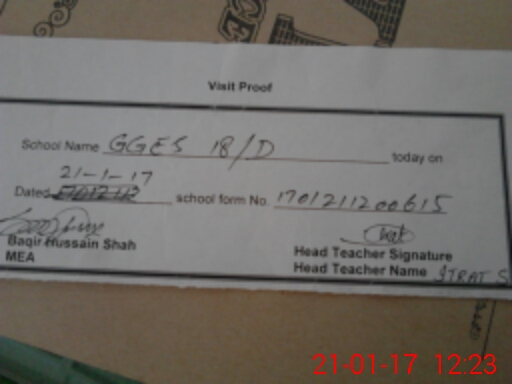 Visit Proof
School Name GGES 18/D today on
21-1-17
Dated school form No. 1701211200615
Baqir Hussain Shah
MEA
Head Teacher Signature
Head Teacher Name ITRAT S
21-01-17 12:23